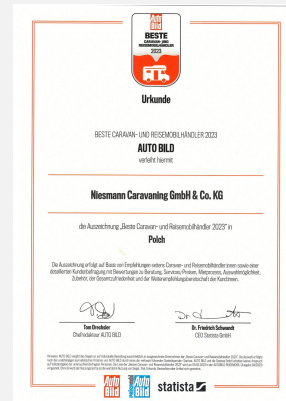 Auto
Bild
BESTE
CARAVAN- UND
REISEMOBILHÄNDLER
2023
Urkunde
BESTE CARAVAN- UND REISEMOBILHÄNDLER 2023
AUTO BILD
verleiht hiermit
Niesmann Caravaning GmbH & Co. KG
die Auszeichnung „Beste Caravan- und Reisemobilhändler 2023" in
Polch
Die Auszeichnung erfolgt auf Basis von Empfehlungen seitens Caravan- und Reisemobilhändler:innen sowie einer
detaillierten Kundenbefragung mit Bewertungen zu Beratung, Services, Preisen, Mietprozess, Auswahlmöglichkeit,
Zubehör, der Gesamtzufriedenheit und der Weiterempfehlungsbereitschaft der Kund:innen.
Tom Drechsler
Chefredakteur AUTO BILD
Dr. Friedrich Schwandt
CEO Statista GmbH
Auto
Bild
Auto
Bild
statista